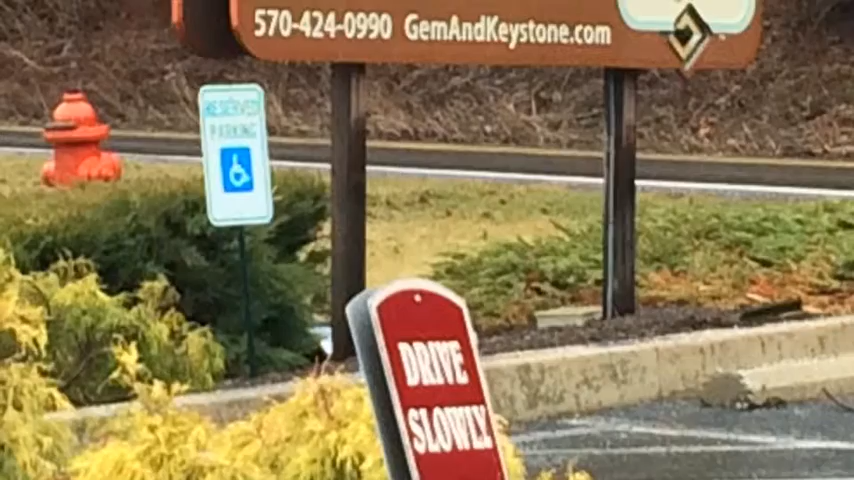 570-424-0990 GemAndKeystone.com
RESERVED
PARKING
DRIVE
SLOWLY